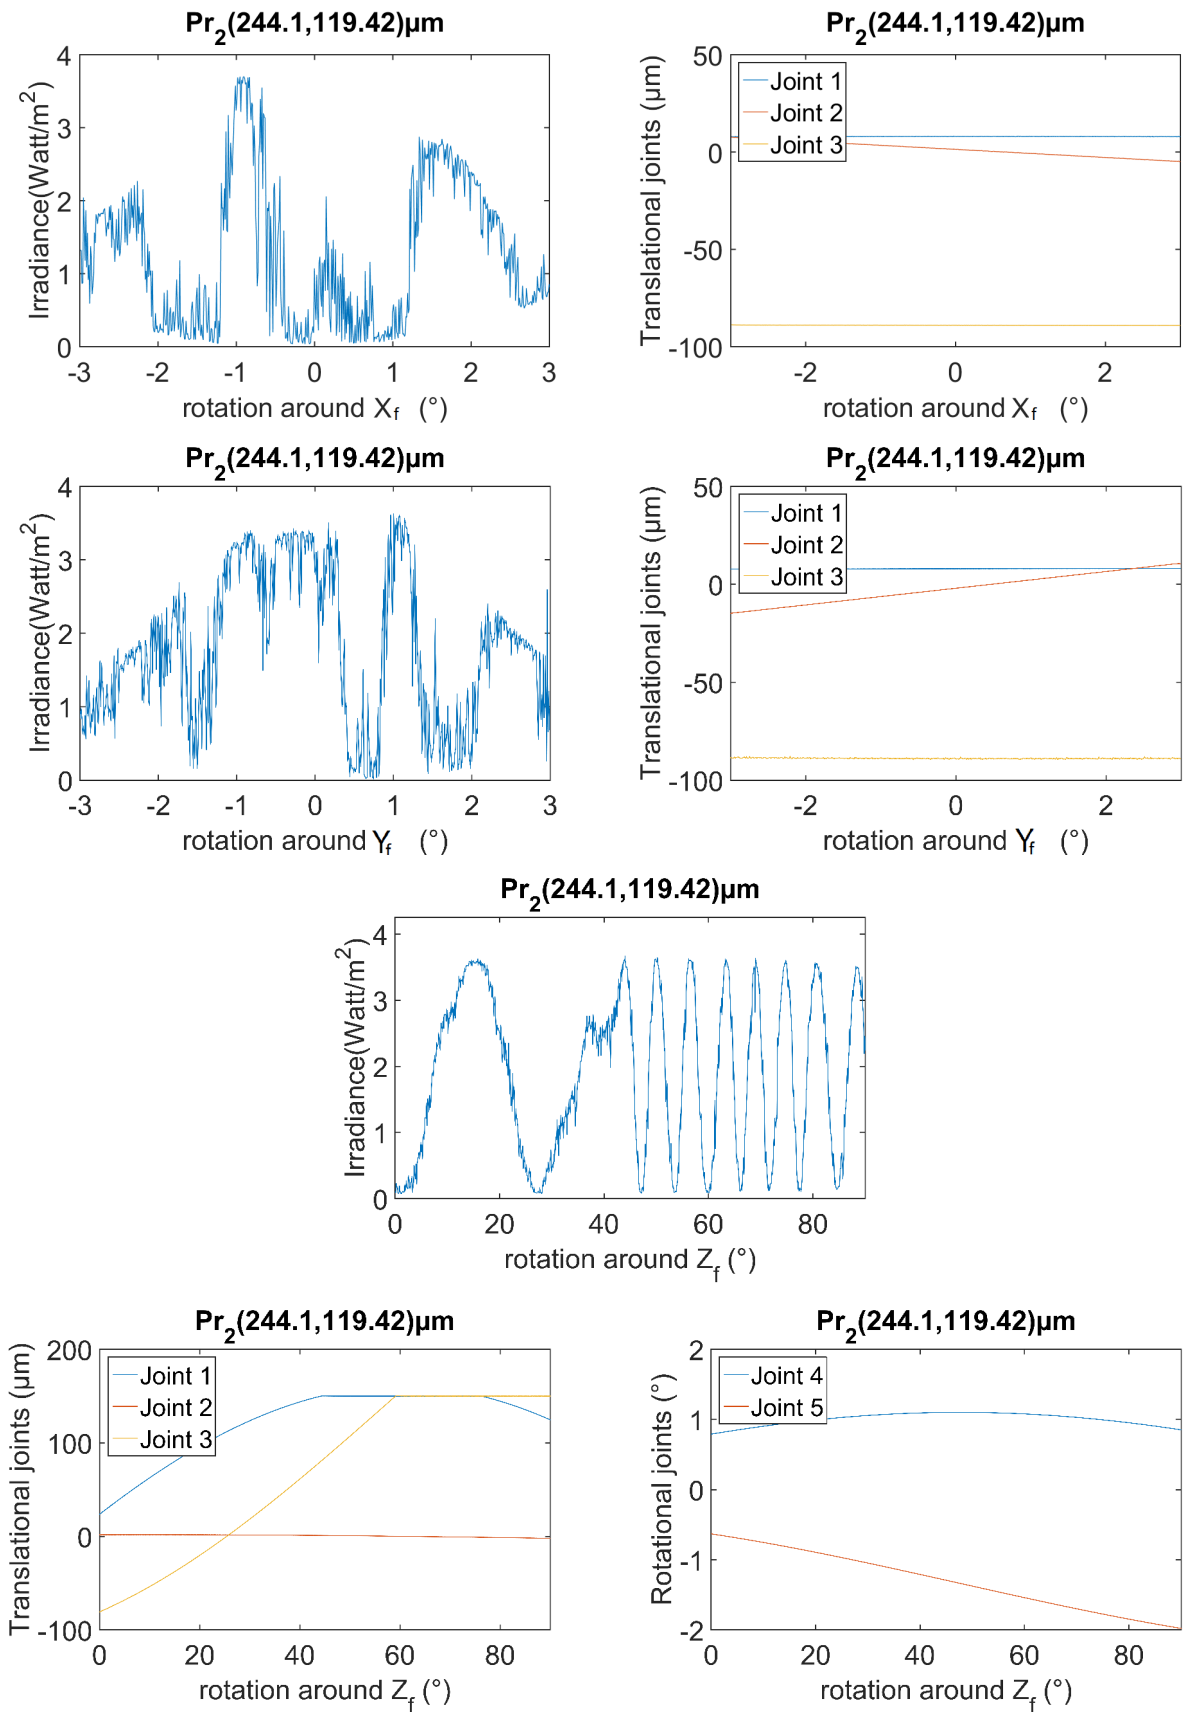 Pr2(244.1,119.42)µm
Irradiance(Watt/m2)
4
3
2
1
0
-3 -2 -1 0 1 2 3
rotation around Xf (°)
Pr2(244.1,119.42)µm
Translational joints (µm)
50
0
-50
-100
Joint 1
Joint 2
Joint 3
-2 0 2
rotation around Xf (°)
Pr2(244.1,119.42)µm
Irradiance(Watt/m2)
4
3
2
1
0
-3 -2 -1 0 1 2 3
rotation around Yf (°)
Pr2(244.1,119.42)µm
Translational joints (µm)
50
0
-50
-100
Joint 1
Joint 2
Joint 3
-2 0 2
rotation around Yf (°)
Pr2(244.1,119.42)µm
Irradiance(Watt/m2)
4
3
2
1
0
0 20 40 60 80
rotation around Zf (°)
Pr2(244.1,119.42)µm
Translational joints (µm)
200
100
0
-100
Joint 1
Joint 2
Joint 3
0 20 40 60 80
rotation around Zf (°)
Pr2(244.1,119.42)µm
Rotational joints (°)
2
1
0
-1
-2
Joint 4
Joint 5
0 20 40 60 80
rotation around Zf (°)